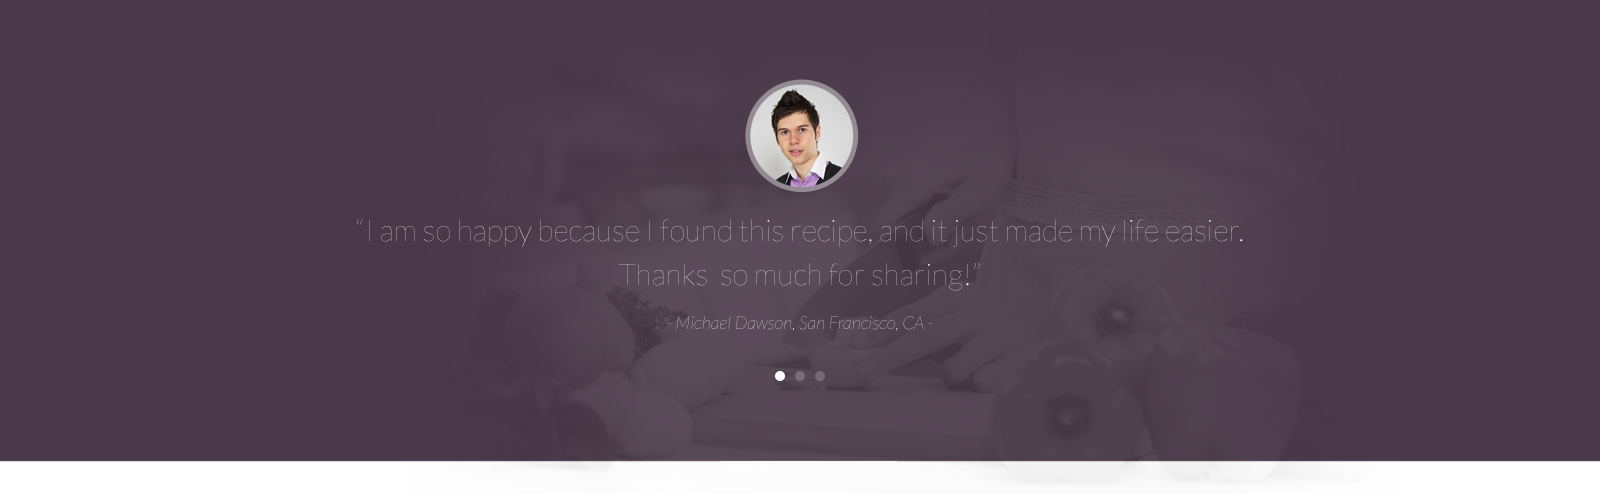 “I am so happy because I found this recipe, and it just made my life easier.
Thanks  so much for sharing!”
- Michael Dawson, San Francisco, CA -